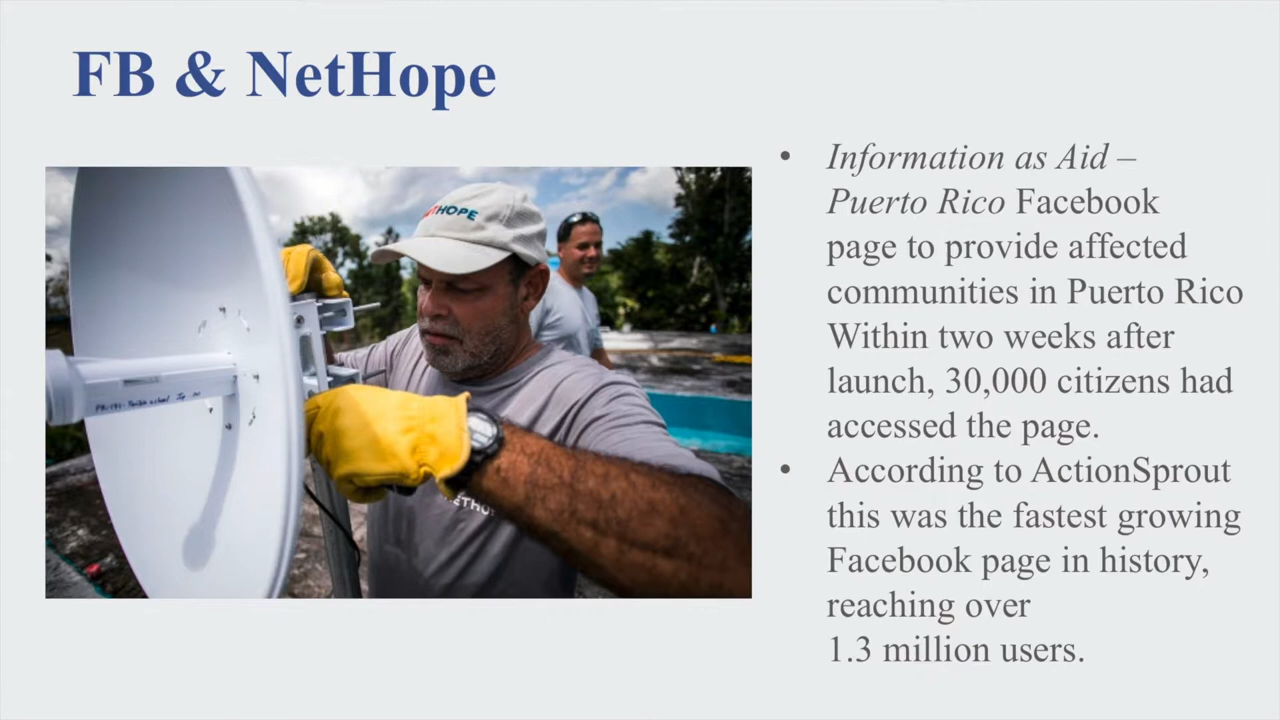 FB & NetHope
• Information as Aid –
Puerto Rico Facebook
page to provide affected
communities in Puerto Rico
Within two weeks after
launch, 30,000 citizens had
accessed the page.
• According to ActionSprout
this was the fastest growing
Facebook page in history,
reaching over
1.3 million users.
HOPE